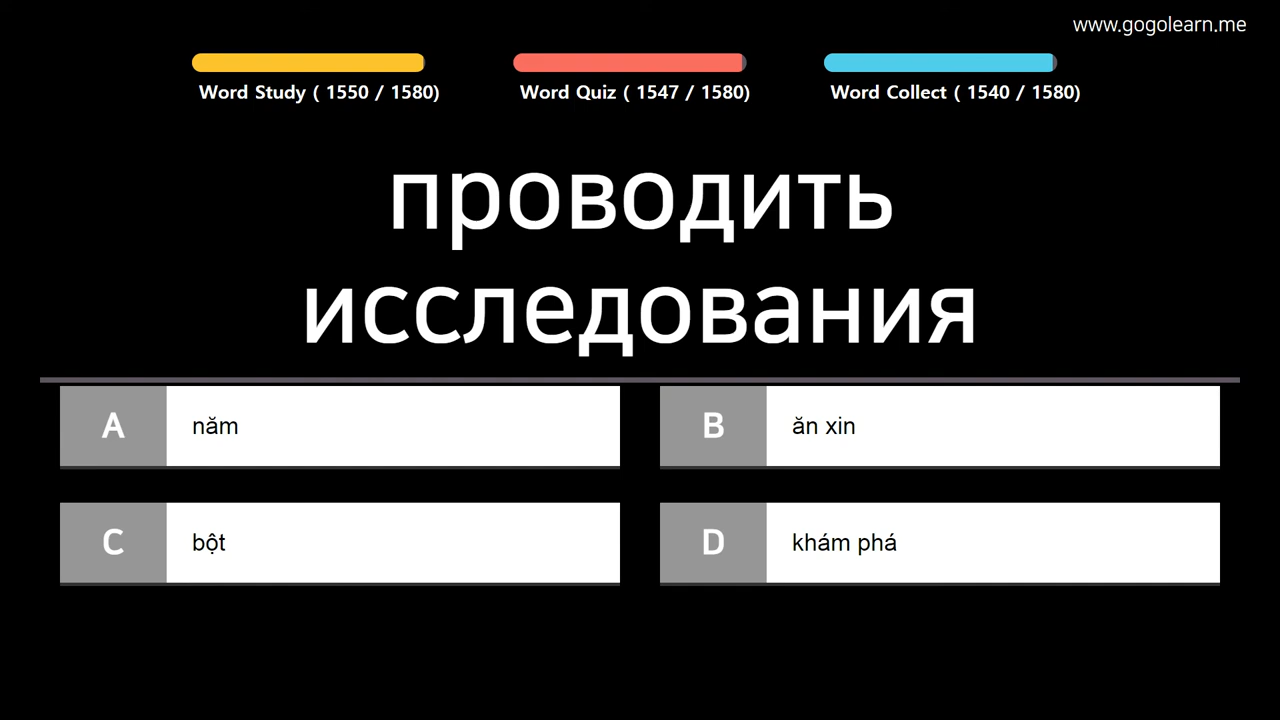 www.gogolearn.me
Word Study ( 1550 / 1580)
Word Quiz ( 1547 / 1580)
Word Collect ( 1540 / 1580)
проводить
исследования
A
năm
B
ăn xin
C
bột
D
khám phá